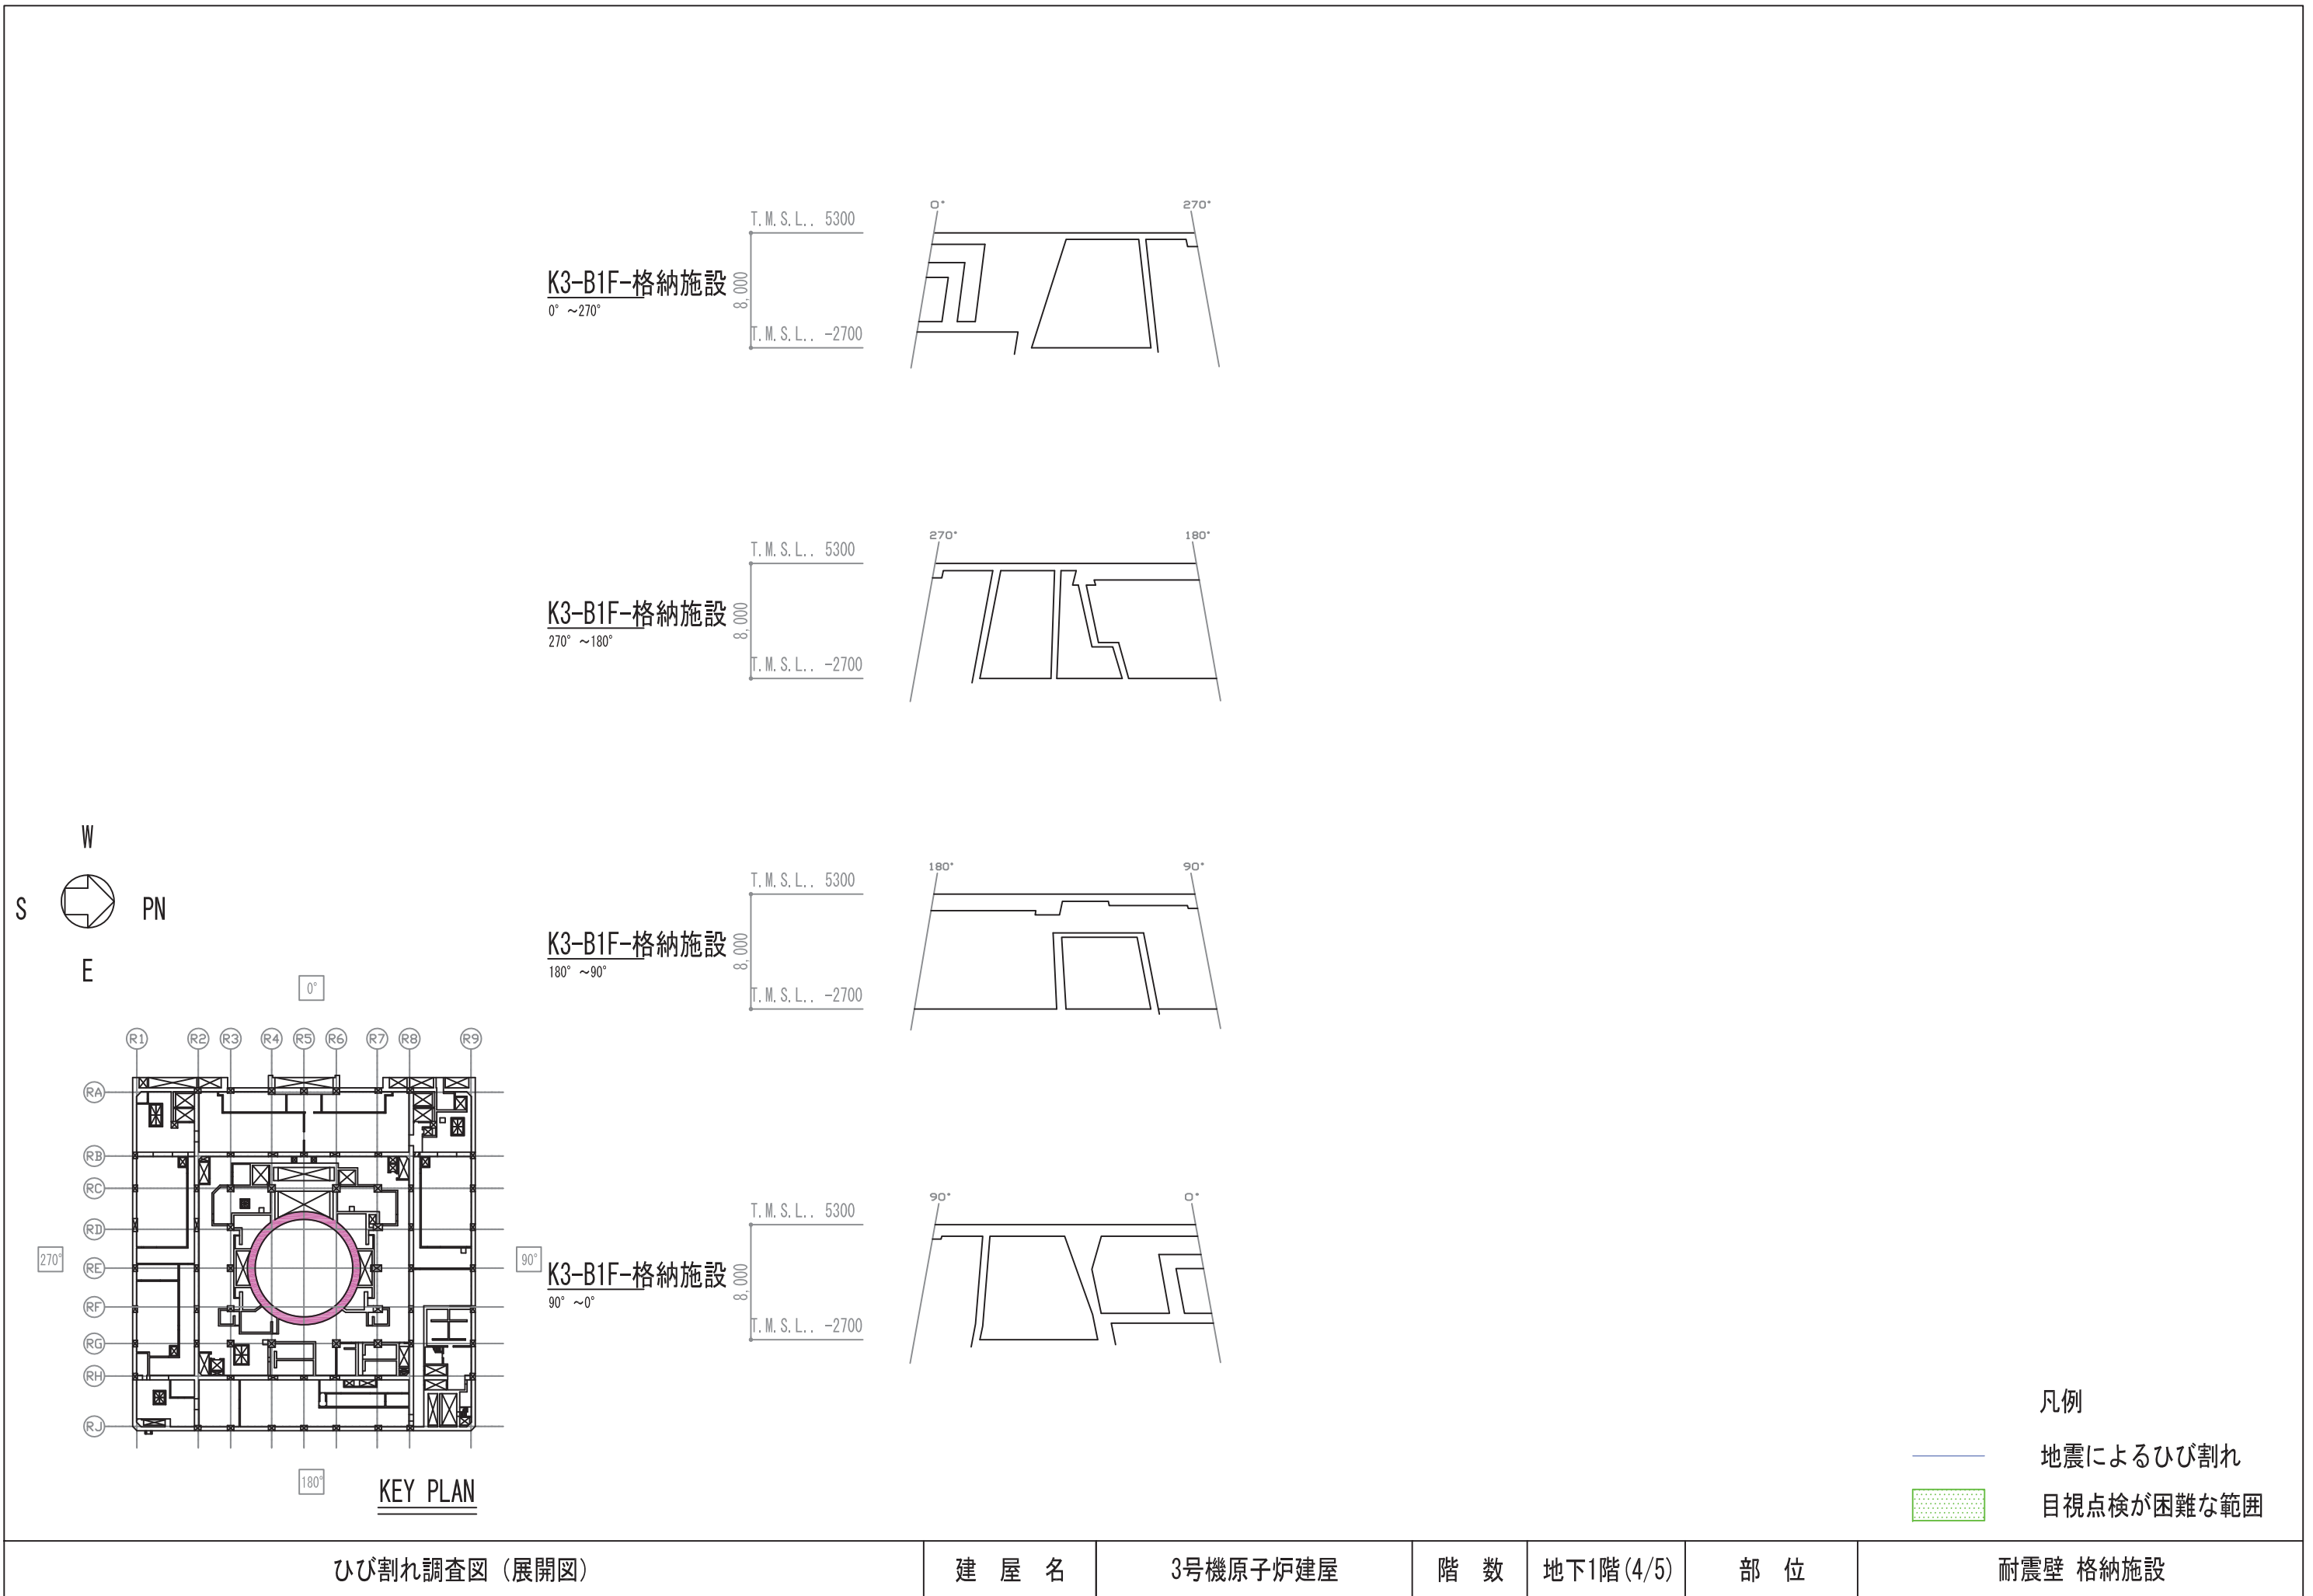 0°
270°
T.M.S.L.. 5300
K3-B1F-格納施設
0° ～270°
8,000
T.M.S.L.. -2700
270°
180°
T.M.S.L.. 5300
K3-B1F-格納施設
270° ～180°
8,000
T.M.S.L.. -2700
180°
90°
T.M.S.L.. 5300
K3-B1F-格納施設
180° ～90°
8,000
T.M.S.L.. -2700
90°
0°
T.M.S.L.. 5300
K3-B1F-格納施設
90° ～0°
8,000
T.M.S.L.. -2700
W
S
PN
E
0°
R1 R2 R3 R4 R5 R6 R7 R8 R9
RA
RB
RC
RD
270°
90°
RE
RF
RG
RH
RJ
180°
KEY PLAN
凡例
地震によるひび割れ
目視点検が困難な範囲
ひび割れ調査図（展開図） 建 屋 名 3号機原子炉建屋 階 数 地下1階(4/5) 部 位 耐震壁 格納施設